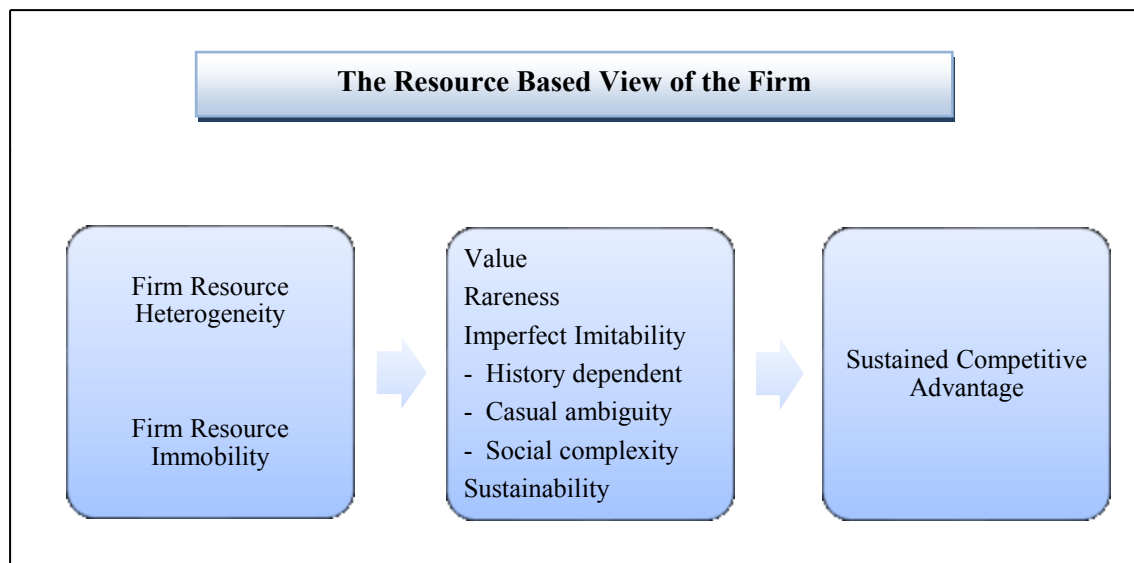 The Resource Based View of the Firm
Firm Resource
Heterogeneity
Firm Resource
Immobility
Value
Rareness
Imperfect Imitability
- History dependent
- Casual ambiguity
- Social complexity
Sustainability
Sustained Competitive
Advantage